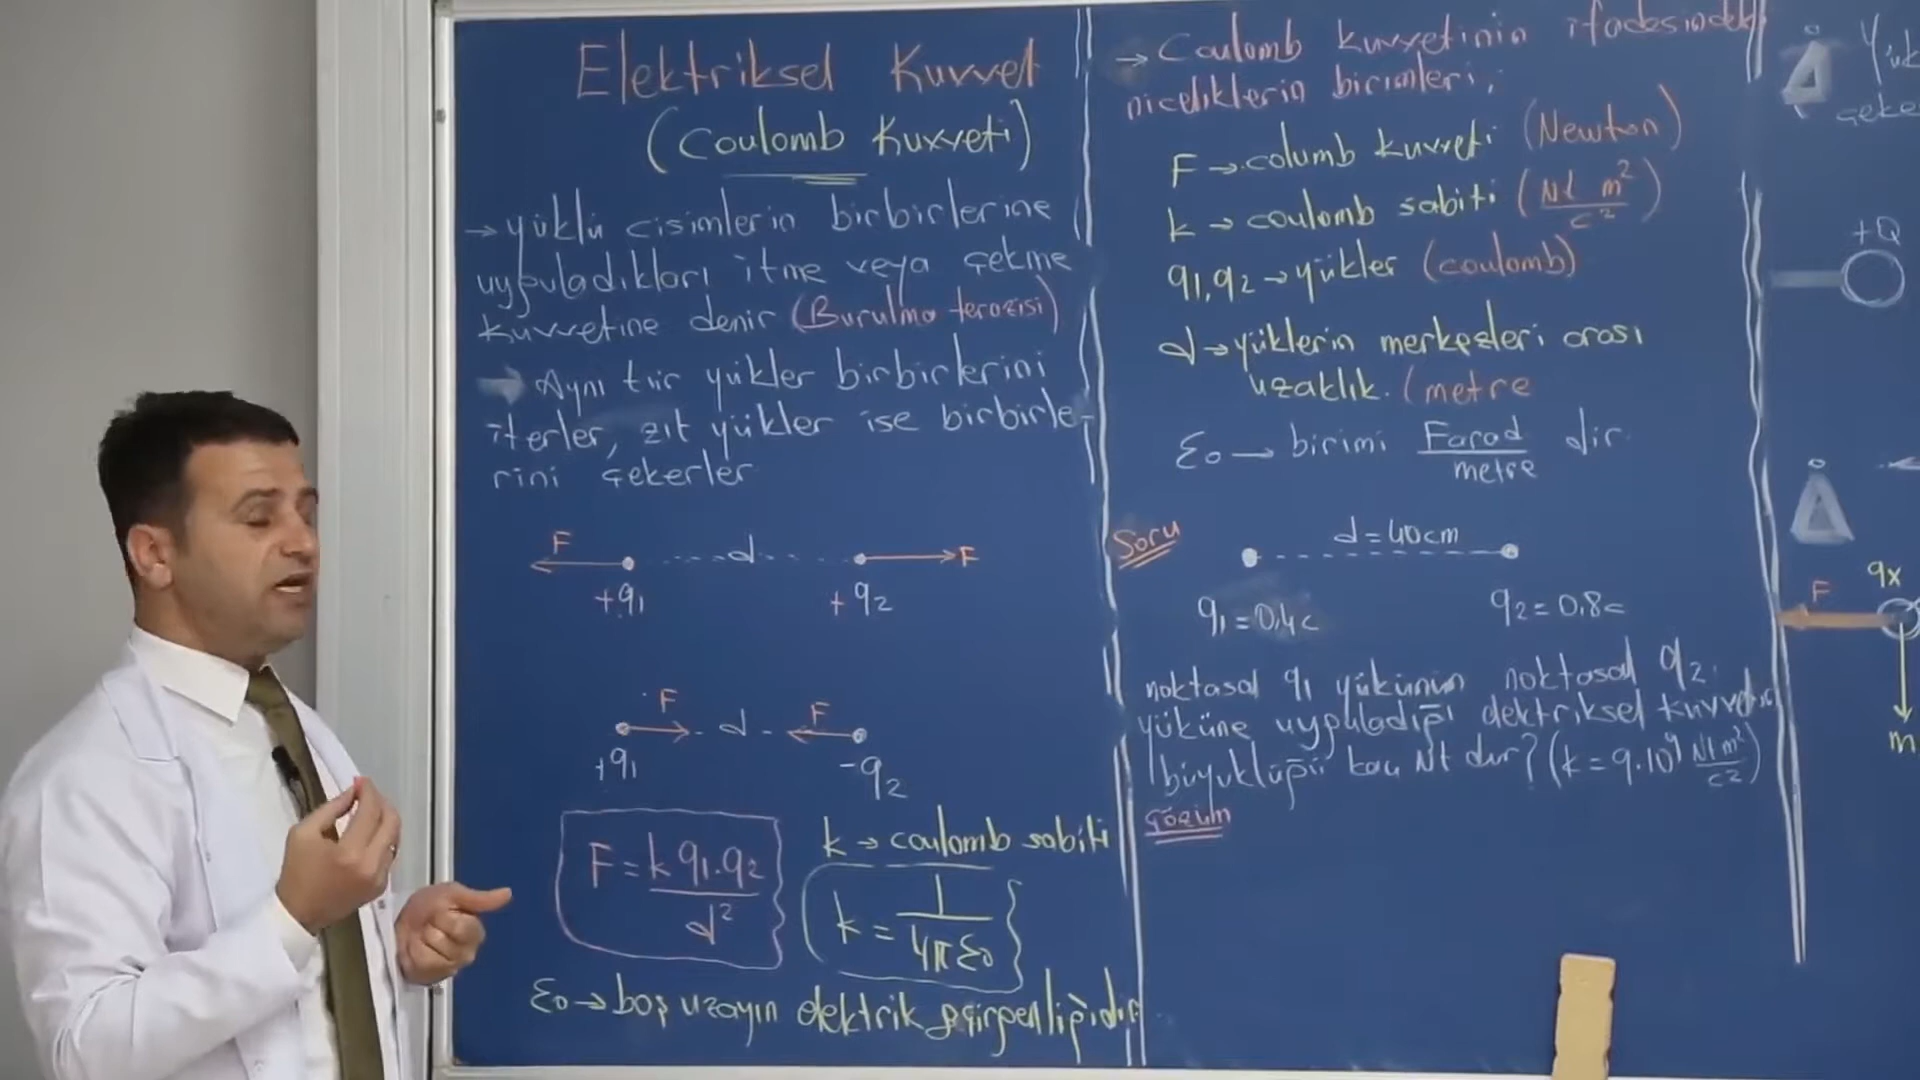 Elektriksel Kuvvet
(Coulomb Kuvveti)
→ yüklü cisimlerin birbirlerine
uyguladıkları itme veya çekme
kuvvetine denir (Burulma terazisi)
→ Aynı tür yükler birbirlerini
iterler, zıt yükler ise birbirle-
rini çekerler
F d F
+q1 +q2
F d F
+q1 -q2
F = k q1.q2 / d²
k → coulomb sabiti
k = 1 / 4πε0
ε0 → boş uzayın elektrik geçirgenliğidir
→ Coulomb kuvvetinin ifadesindeki
niceliklerin birimleri;
F → columb kuvveti (Newton)
k → coulomb sabiti (Nt m² / c²)
q1,q2 → yükler (coulomb)
d → yüklerin merkezleri arası
uzaklık. (metre
ε0 → birimi Farad / metre dir.
Soru
d = 40cm
q1 = 0,4c q2 = 0,8c
noktasal q1 yükünün noktasal q2
yüküne uyguladığı elektriksel kuvvetin
büyüklüğü kaç Nt dur? (k = 9.10⁹ Nt m² / c²)
çözüm
+Q
qx
F
m